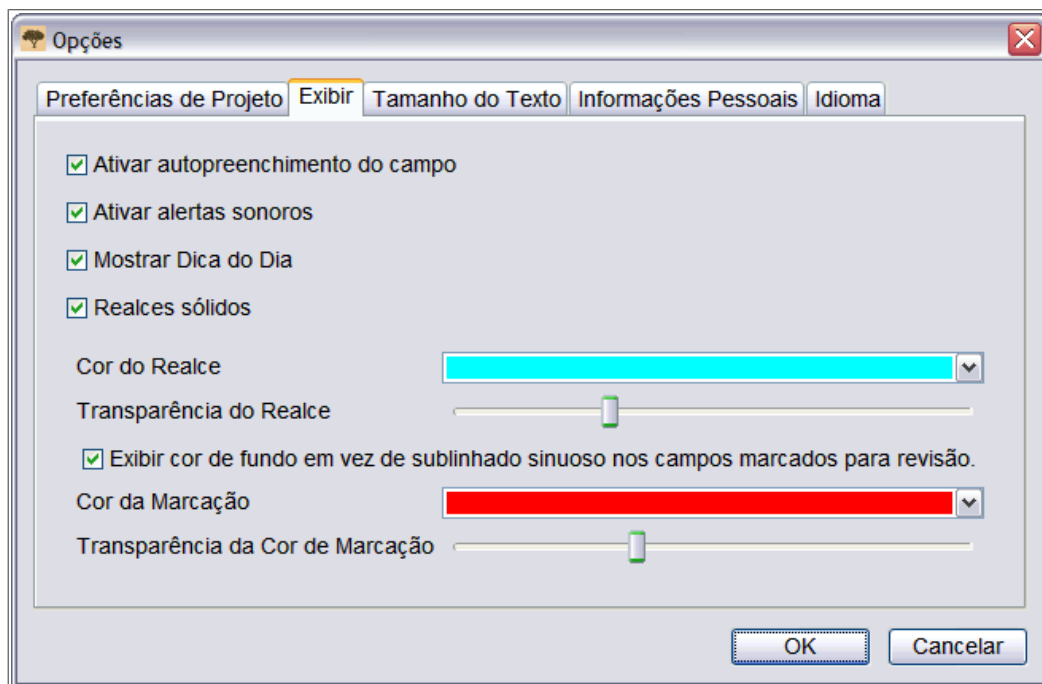 Opções
Preferências de Projeto Exibir Tamanho do Texto Informações Pessoais Idioma
Ativar autopreenchimento do campo
Ativar alertas sonoros
Mostrar Dica do Dia
Realces sólidos
Cor do Realce
Transparência do Realce
Exibir cor de fundo em vez de sublinhado sinuoso nos campos marcados para revisão.
Cor da Marcação
Transparência da Cor de Marcação
OK Cancelar